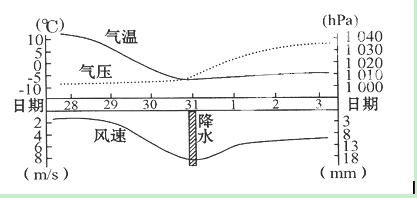 (℃) (hPa)
10 气温 1 040
5 1 030
0 1 020
-5 气压 1 010
-10 1 000
日期 28 29 30 31 1 2 3 日期
2 风速 降水 3
4 8
6 13
8 18
(m/s) (mm)